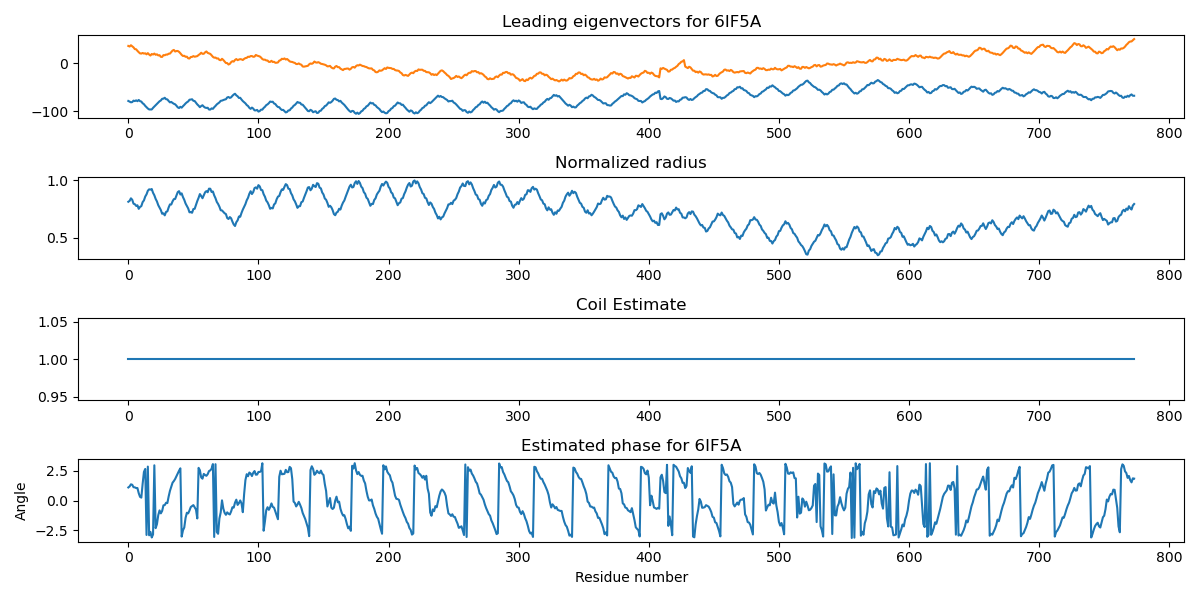 Leading eigenvectors for 6IF5A
0
−100
0 100 200 300 400 500 600 700 800
Normalized radius
1.0
0.5
0 100 200 300 400 500 600 700 800
Coil Estimate
1.05
1.00
0.95
0 100 200 300 400 500 600 700 800
Estimated phase for 6IF5A
2.5
0.0
−2.5
Angle
0 100 200 300 400 500 600 700 800
Residue number